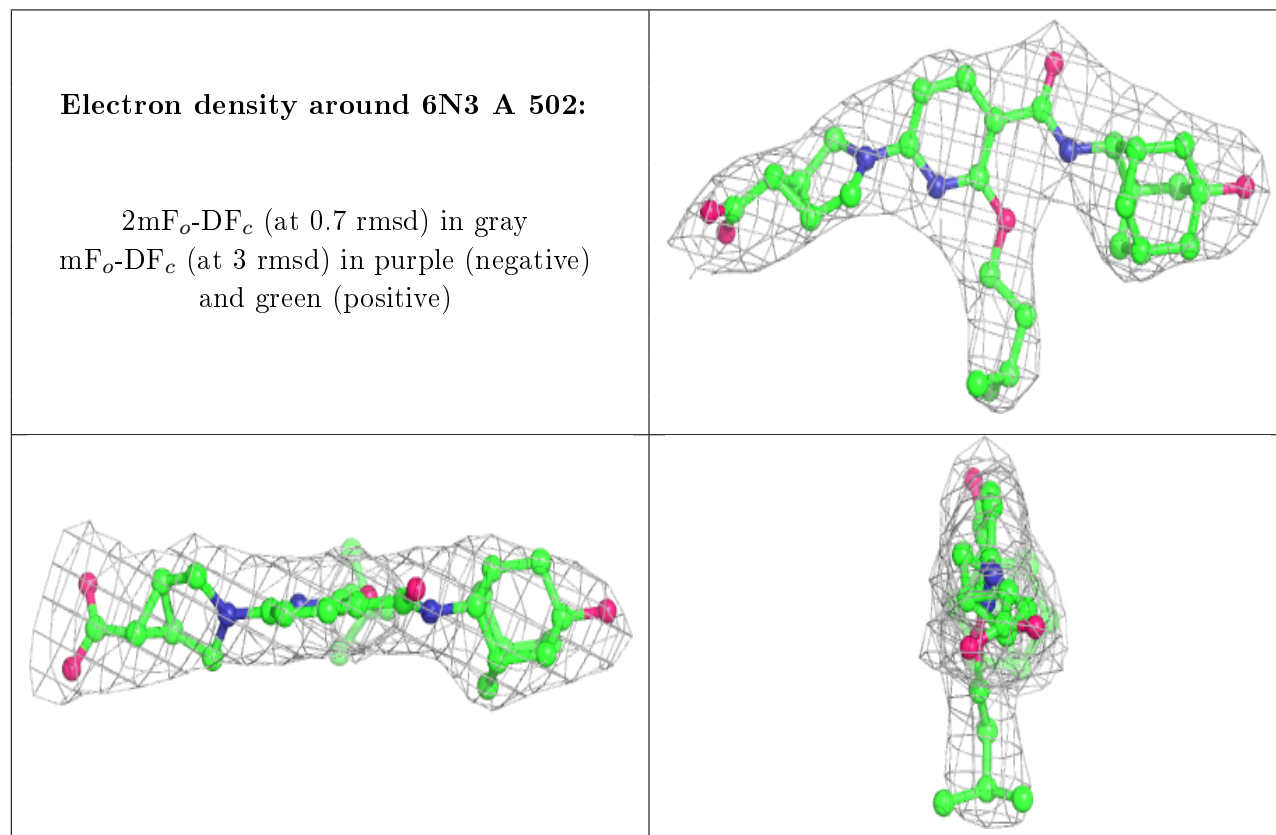 Electron density around 6N3 A 502:
2mFₒ-DF𝒸 (at 0.7 rmsd) in gray
mFₒ-DF𝒸 (at 3 rmsd) in purple (negative)
and green (positive)